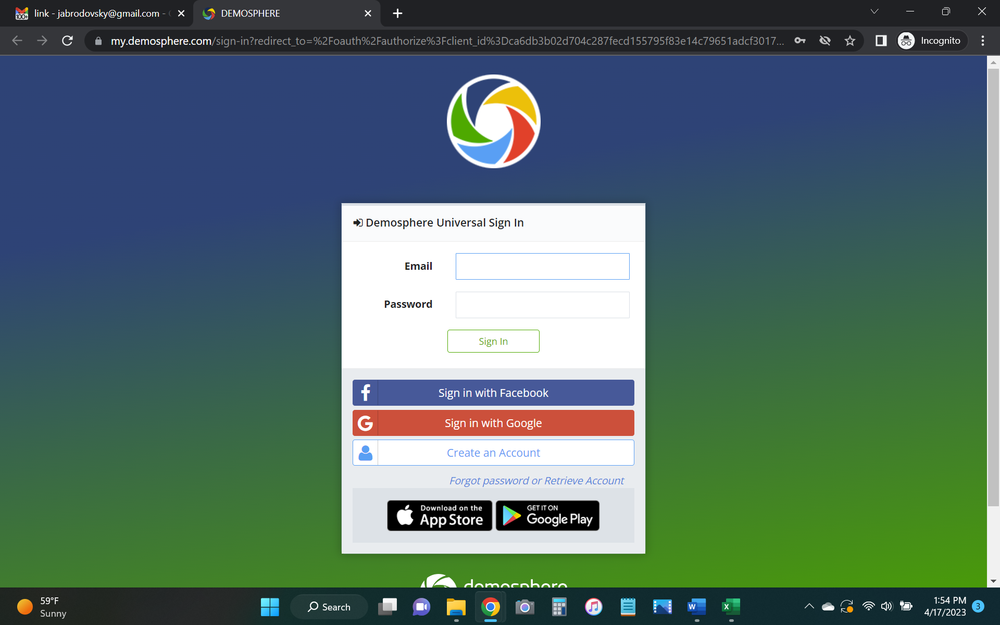 link - jabrodovsky@gmail.com -
DEMOSPHERE
my.demosphere.com/sign-in?redirect_to=%2Foauth%2Fauthorize%3Fclient_id%3Dca6db3b02d704c287fecd155795f83e14c79651adcf3017...
Incognito
Demosphere Universal Sign In
Email
Password
Sign In
Sign in with Facebook
Sign in with Google
Create an Account
Forgot password or Retrieve Account
Download on the
App Store
GET IT ON
Google Play
demosphere
59°F
Sunny
Search
1:54 PM
4/17/2023
3